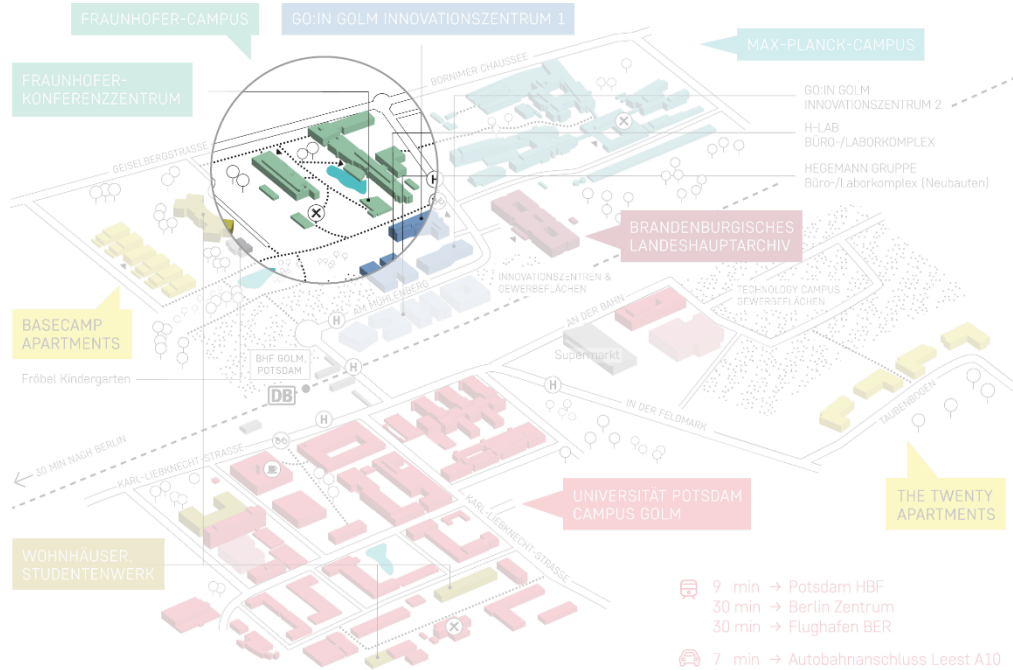 FRAUNHOFER-CAMPUS
GO:IN GOLM INNOVATIONSZENTRUM 1
MAX-PLANCK-CAMPUS
FRAUNHOFER-
KONFERENZZENTRUM
BORNIMER CHAUSSEE
GO:IN GOLM
INNOVATIONSZENTRUM 2
H-LAB
BÜRO-/LABORKOMPLEX
HEGEMANN GRUPPE
Büro-/Laborkomplex (Neubauten)
GEISELBERGSTRASSE
H
BRANDENBURGISCHES
LANDESHAUPTARCHIV
INNOVATIONSZENTREN &
GEWERBEFLÄCHEN
TECHNOLOGY CAMPUS
GEWERBEFLÄCHEN
AM MÜHLENBERG
AN DER BAHN
BASECAMP
APARTMENTS
H
Supermarkt
BHF GOLM,
POTSDAM
H
Fröbel Kindergarten
DB
H
H
IN DER FELDMARK
TAUBENBOGEN
30 MIN NACH BERLIN
KARL-LIEBKNECHT-STRASSE
KARL-LIEBKNECHT-STRASSE
UNIVERSITÄT POTSDAM
CAMPUS GOLM
THE TWENTY
APARTMENTS
WOHNHÄUSER,
STUDENTENWERK
9 min → Potsdam HBF
30 min → Berlin Zentrum
30 min → Flughafen BER
7 min → Autobahnanschluss Leest A10